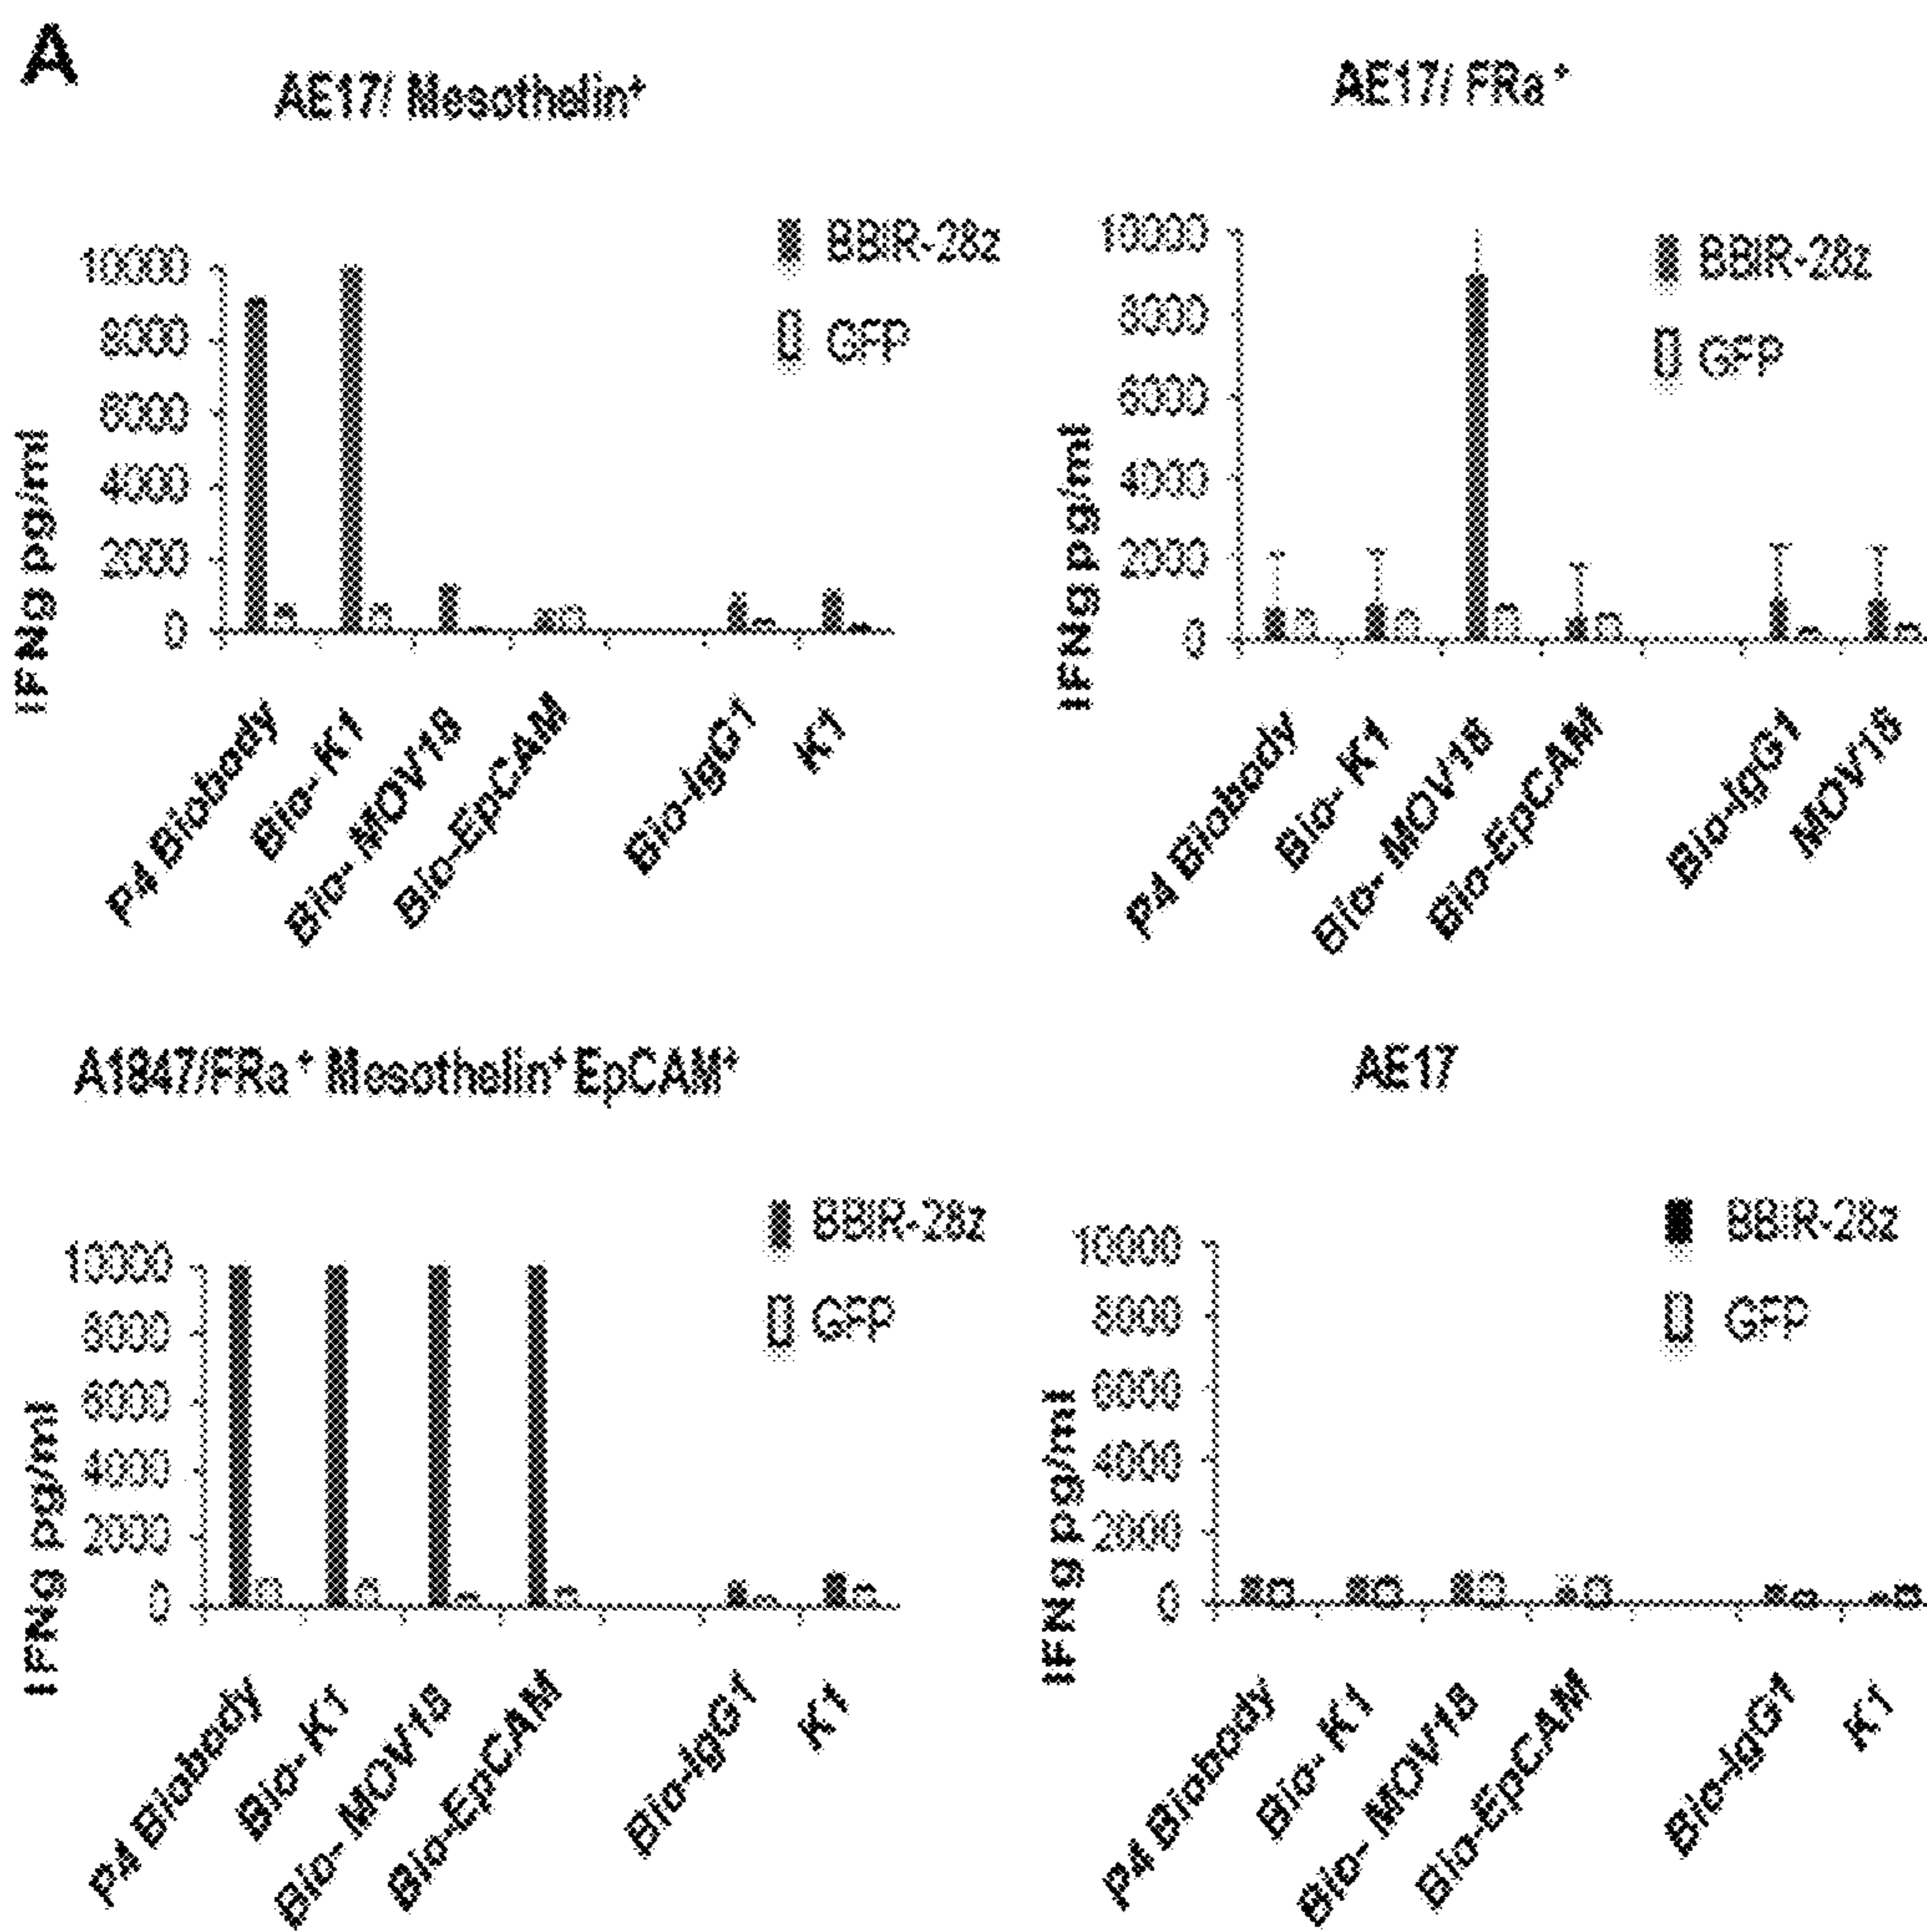 A
AE17/ Mesothelin+
BBIR-28z
GFP
10000
8000
6000
4000
2000
0
IFNg pg/ml
P4 Biobody
Bio- K1
Bio- MOV18
Bio-EpCAM
Bio-IgG1
K1
AE17/ FRa +
BBIR-28z
GFP
10000
8000
6000
4000
2000
0
IFNg pg/ml
P4 Biobody
Bio- K1
Bio- MOV18
Bio-EpCAM
Bio-IgG1
MOV18
A1847/FRa + Mesothelin+ EpCAM+
BBIR-28z
GFP
10000
8000
6000
4000
2000
0
IFNg pg/ml
P4 Biobody
Bio- K1
Bio- MOV18
Bio-EpCAM
Bio-IgG1
K1
AE17
BBIR-28z
GFP
10000
8000
6000
4000
2000
0
IFNg pg/ml
P4 Biobody
Bio- K1
Bio- MOV18
Bio-EpCAM
Bio-IgG1
K1